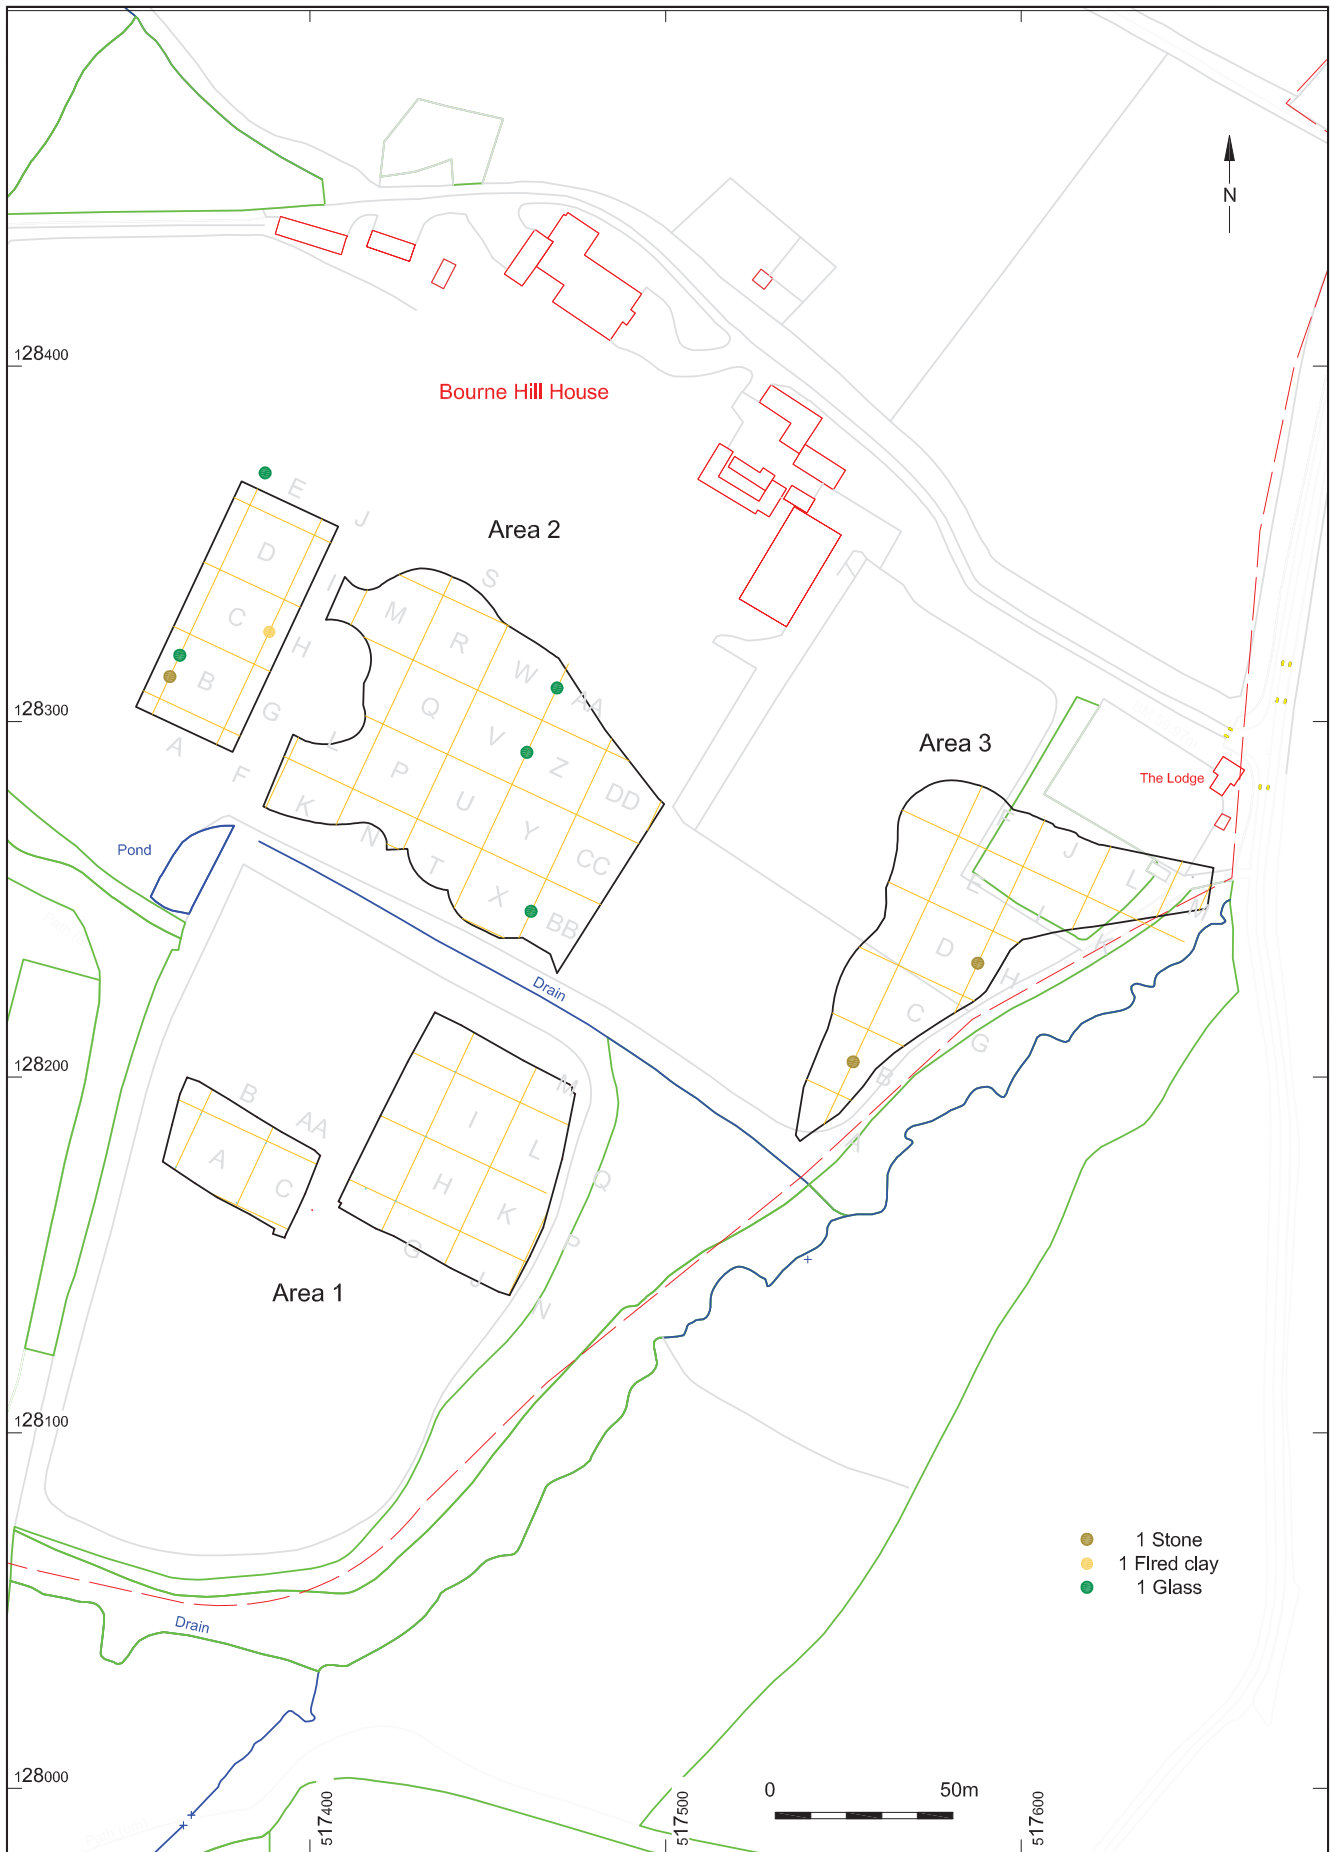 N
128400
Bourne Hill House
Area 2
E
J
D
I
S
C
M
R
H
W
AA
B
G
Q
V
A
L
Z
F
P
DD
K
U
Y
N
T
CC
X
BB
128300
Area 3
The Lodge
F
J
E
L
I
M
D
K
H
C
G
B
A
Pond
Drain
128200
B
AA
M
I
A
L
C
H
Q
K
G
P
J
N
Area 1
128100
1 Stone
1 FIred clay
1 Glass
Drain
128000
0 50m
517400
517500
517600